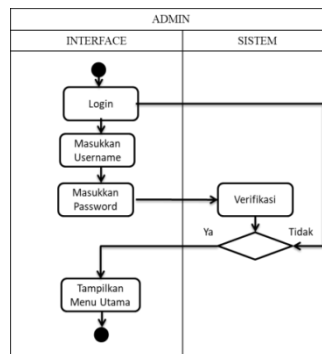 ADMIN
INTERFACE
SISTEM
Login
Masukkan
Username
Masukkan
Password
Verifikasi
Ya
Tidak
Tampilkan
Menu Utama